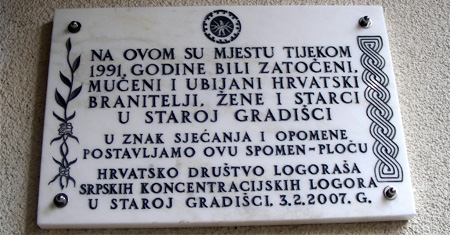 NA OVOM SU MJESTU TIJEKOM
1991. GODINE BILI ZATOČENI,
MUČENI I UBIJANI HRVATSKI
BRANITELJI, ŽENE I STARCI
U STAROJ GRADIŠCI
U ZNAK SJEĆANJA I OPOMENE
POSTAVLJAMO OVU SPOMEN-PLOČU
HRVATSKO DRUŠTVO LOGORAŠA
SRPSKIH KONCENTRACIJSKIH LOGORA
U STAROJ GRADIŠCI. 3.2.2007. G.